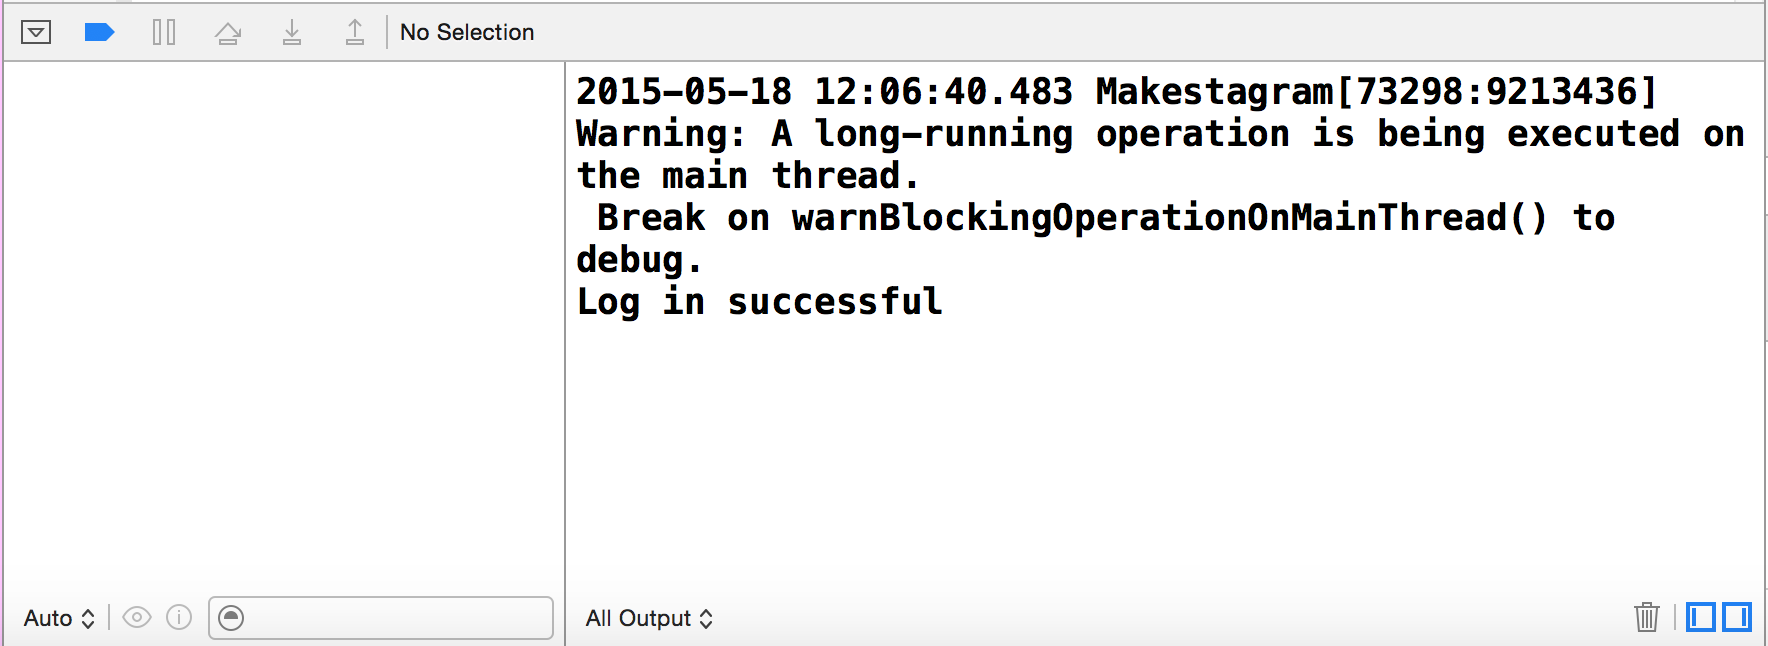 No Selection
2015-05-18 12:06:40.483 Makestagram[73298:9213436]
Warning: A long-running operation is being executed on
the main thread.
Break on warnBlockingOperationOnMainThread() to
debug.
Log in successful
Auto
All Output